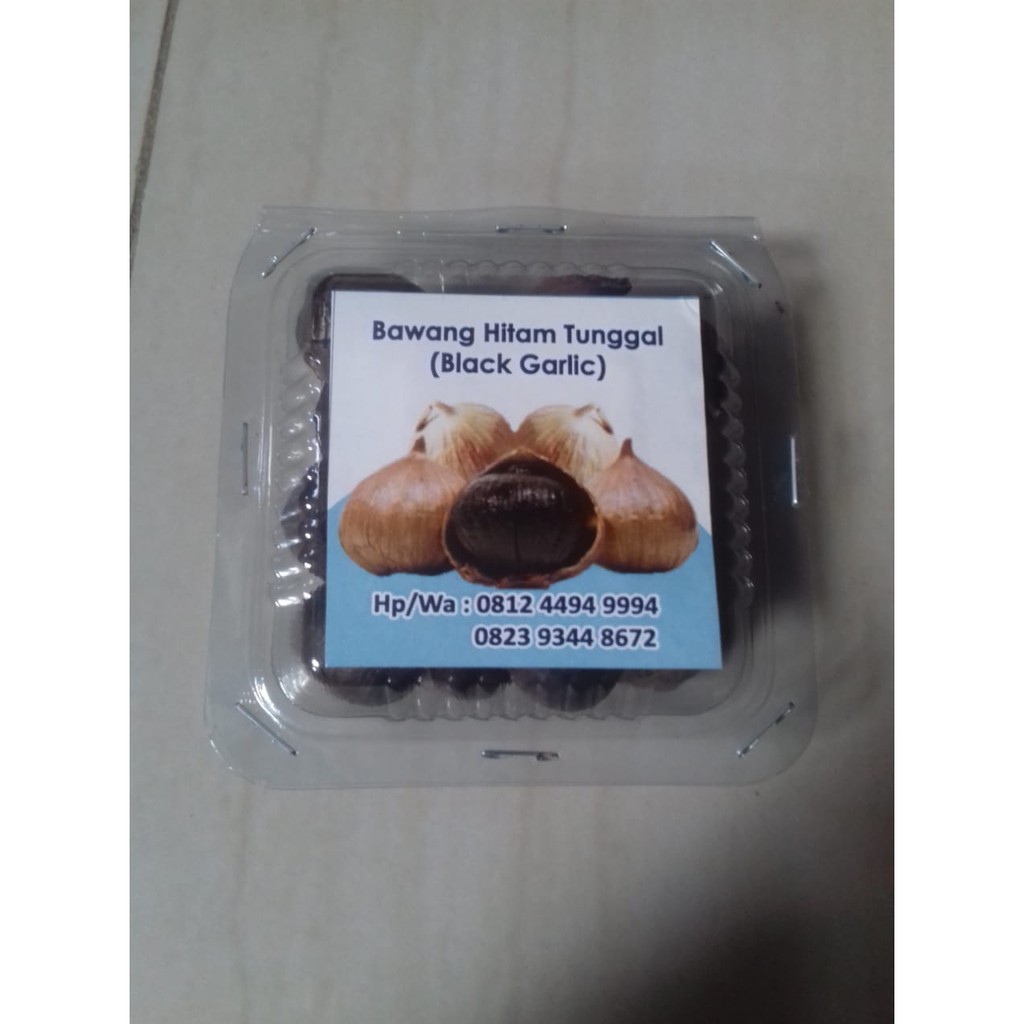 Bawang Hitam Tunggal
(Black Garlic)
Hp/Wa : 0812 4494 9994
0823 9344 8672